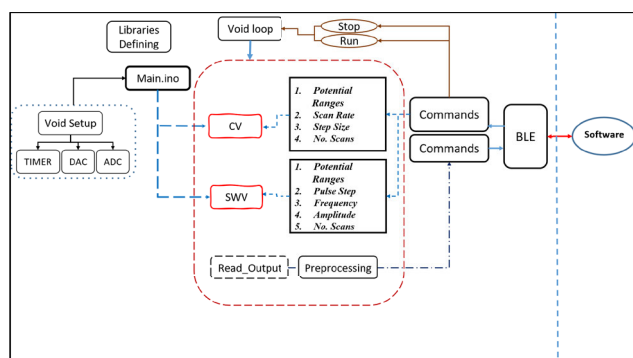 Libraries
Defining
Void loop
Stop
Run
Main.ino
Void Setup
TIMER
DAC
ADC
CV
1. Potential
Ranges
2. Scan Rate
3. Step Size
4. No. Scans
SWV
1. Potential
Ranges
2. Pulse Step
3. Frequency
4. Amplitude
5. No. Scans
Read_Output
Preprocessing
Commands
Commands
BLE
Software